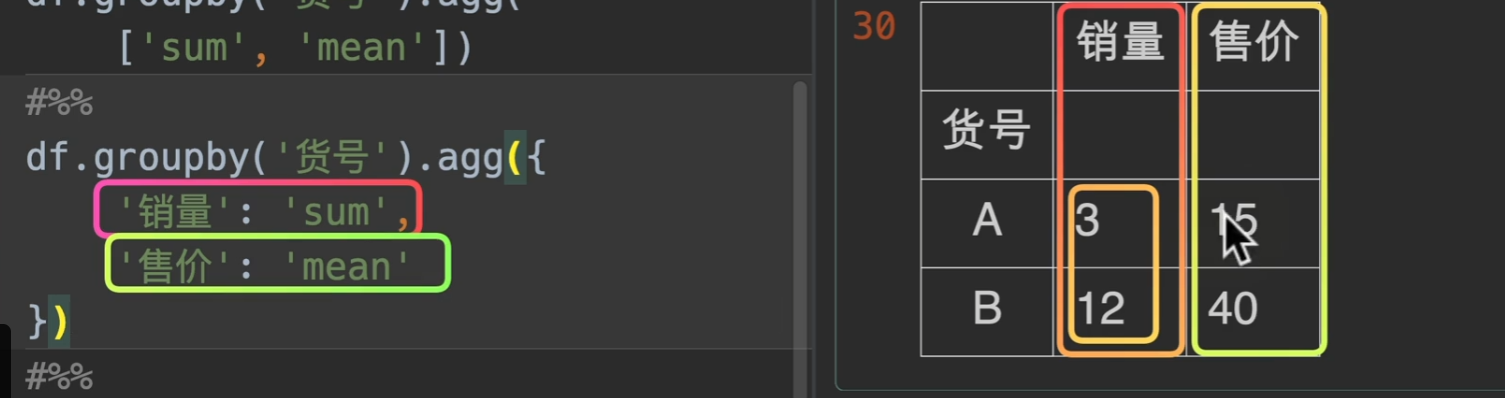 df.groupby('货号').agg(
['sum', 'mean'])
#%%
df.groupby('货号').agg({
'销量': 'sum',
'售价': 'mean'
})
#%%
30
销量 售价
货号
A 3 15
B 12 40